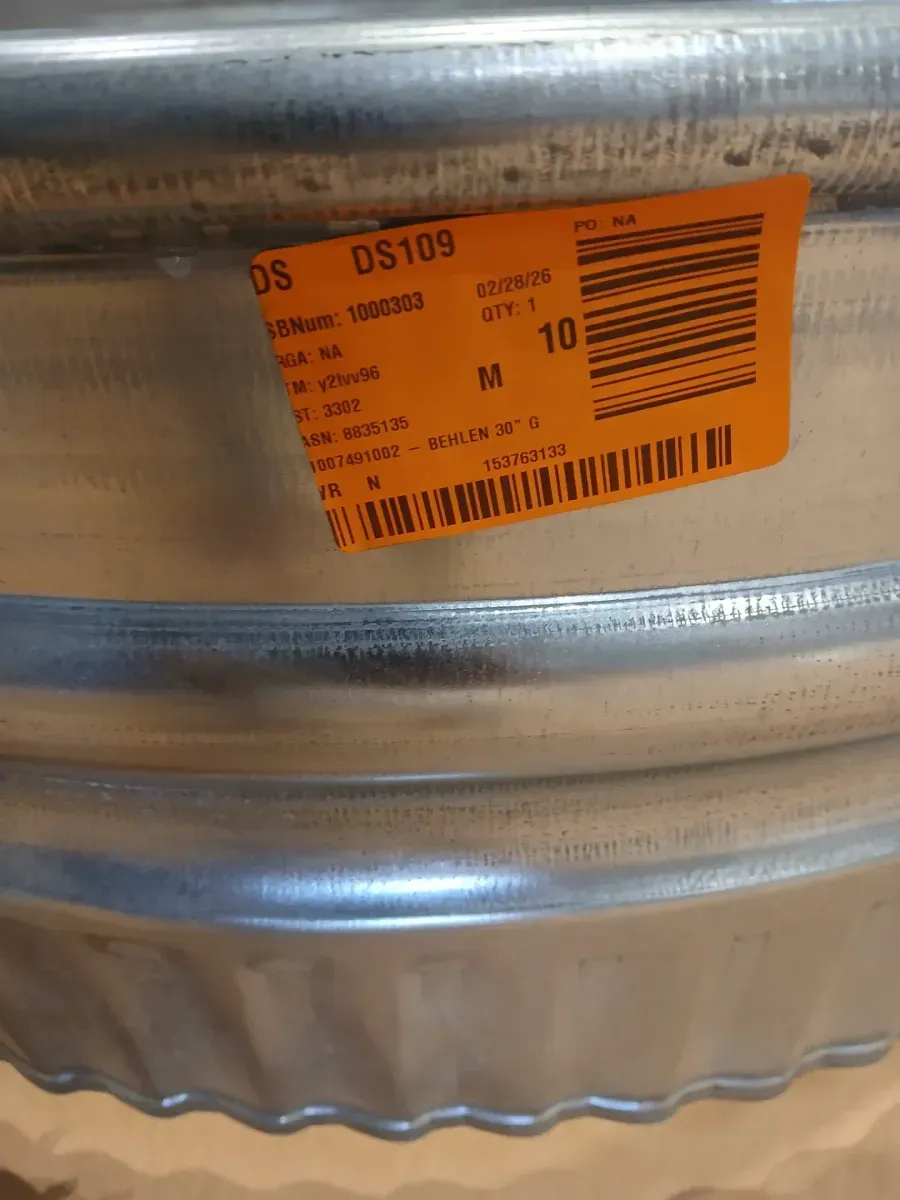 DS DS109
PO: NA
SBNum: 1000303
02/28/26
RGA: NA
QTY: 1
TM: y2lvv96
M 10
ST: 3302
ASN: 8835135
1007491002 – BEHLEN 30" G
VR N
153763133